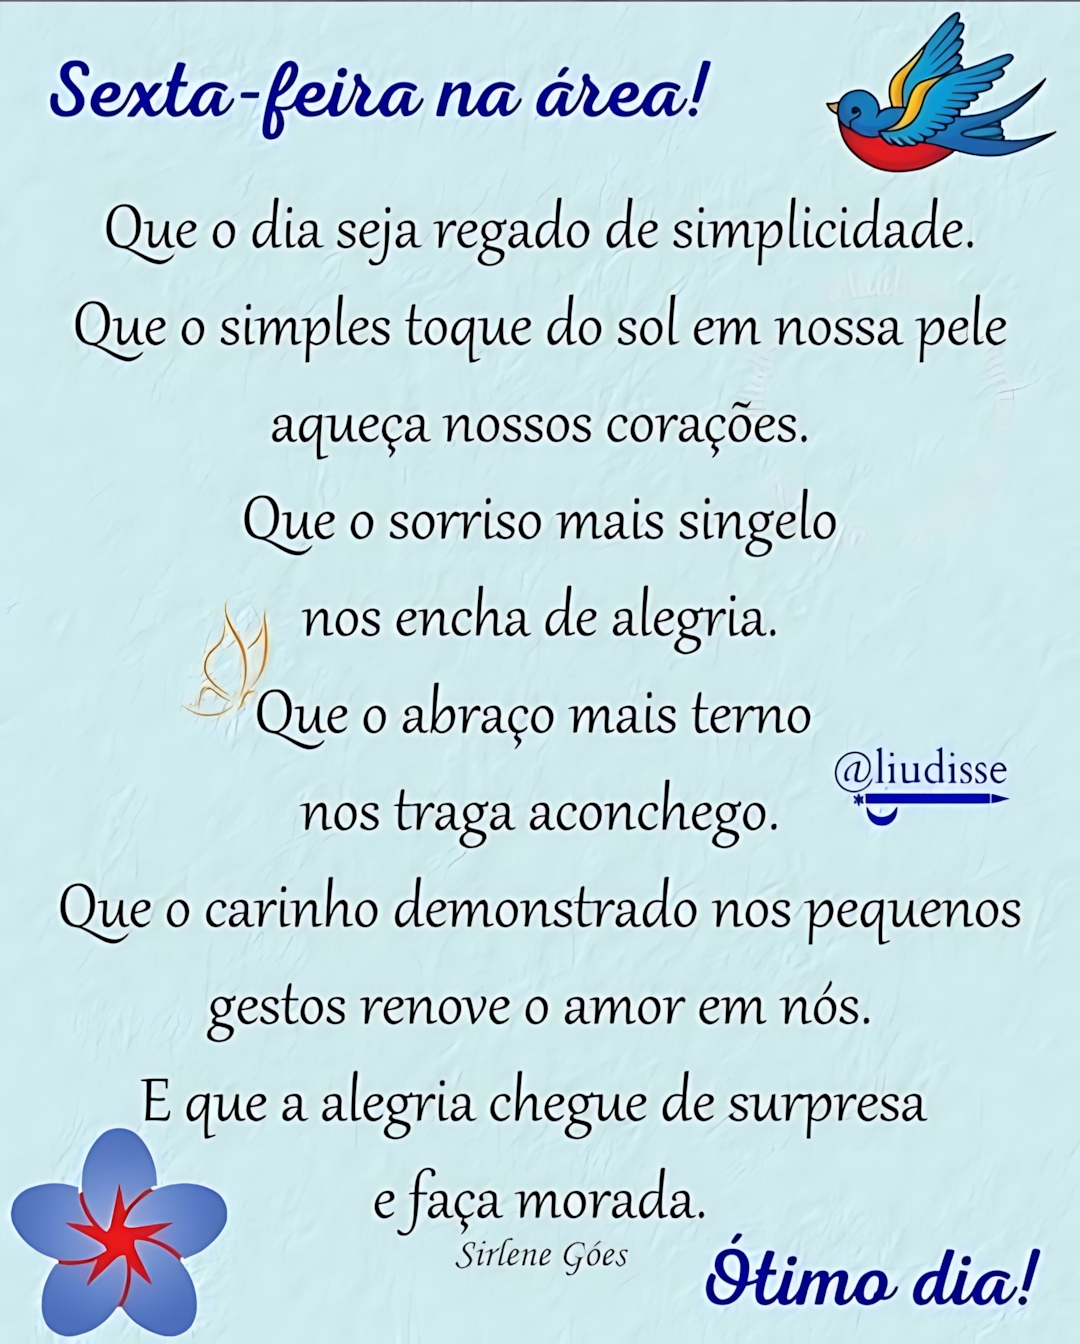 Sexta-feira na área!
Que o dia seja regado de simplicidade.
Que o simples toque do sol em nossa pele
aqueça nossos corações.
Que o sorriso mais singelo
nos encha de alegria.
Que o abraço mais terno
@liudisse
nos traga aconchego.
Que o carinho demonstrado nos pequenos
gestos renove o amor em nós.
E que a alegria chegue de surpresa
e faça morada.
Sirlene Góes
Ótimo dia!